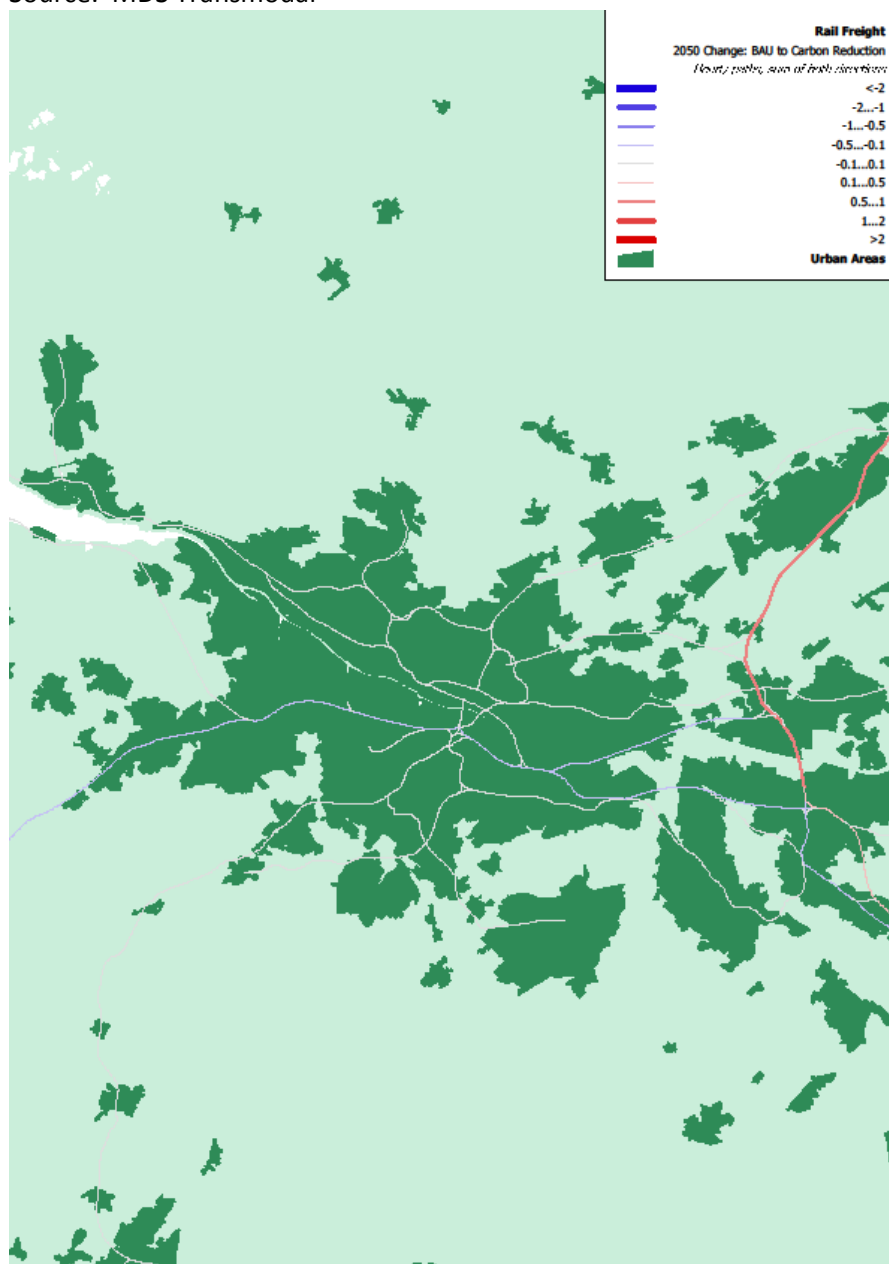 Source: MDS Transmodal
Rail Freight
2050 Change: BAU to Carbon Reduction
Hourly paths, sum of both directions
<-2
-2...-1
-1...-0.5
-0.5...-0.1
-0.1...0.1
0.1...0.5
0.5...1
1...2
>2
Urban Areas